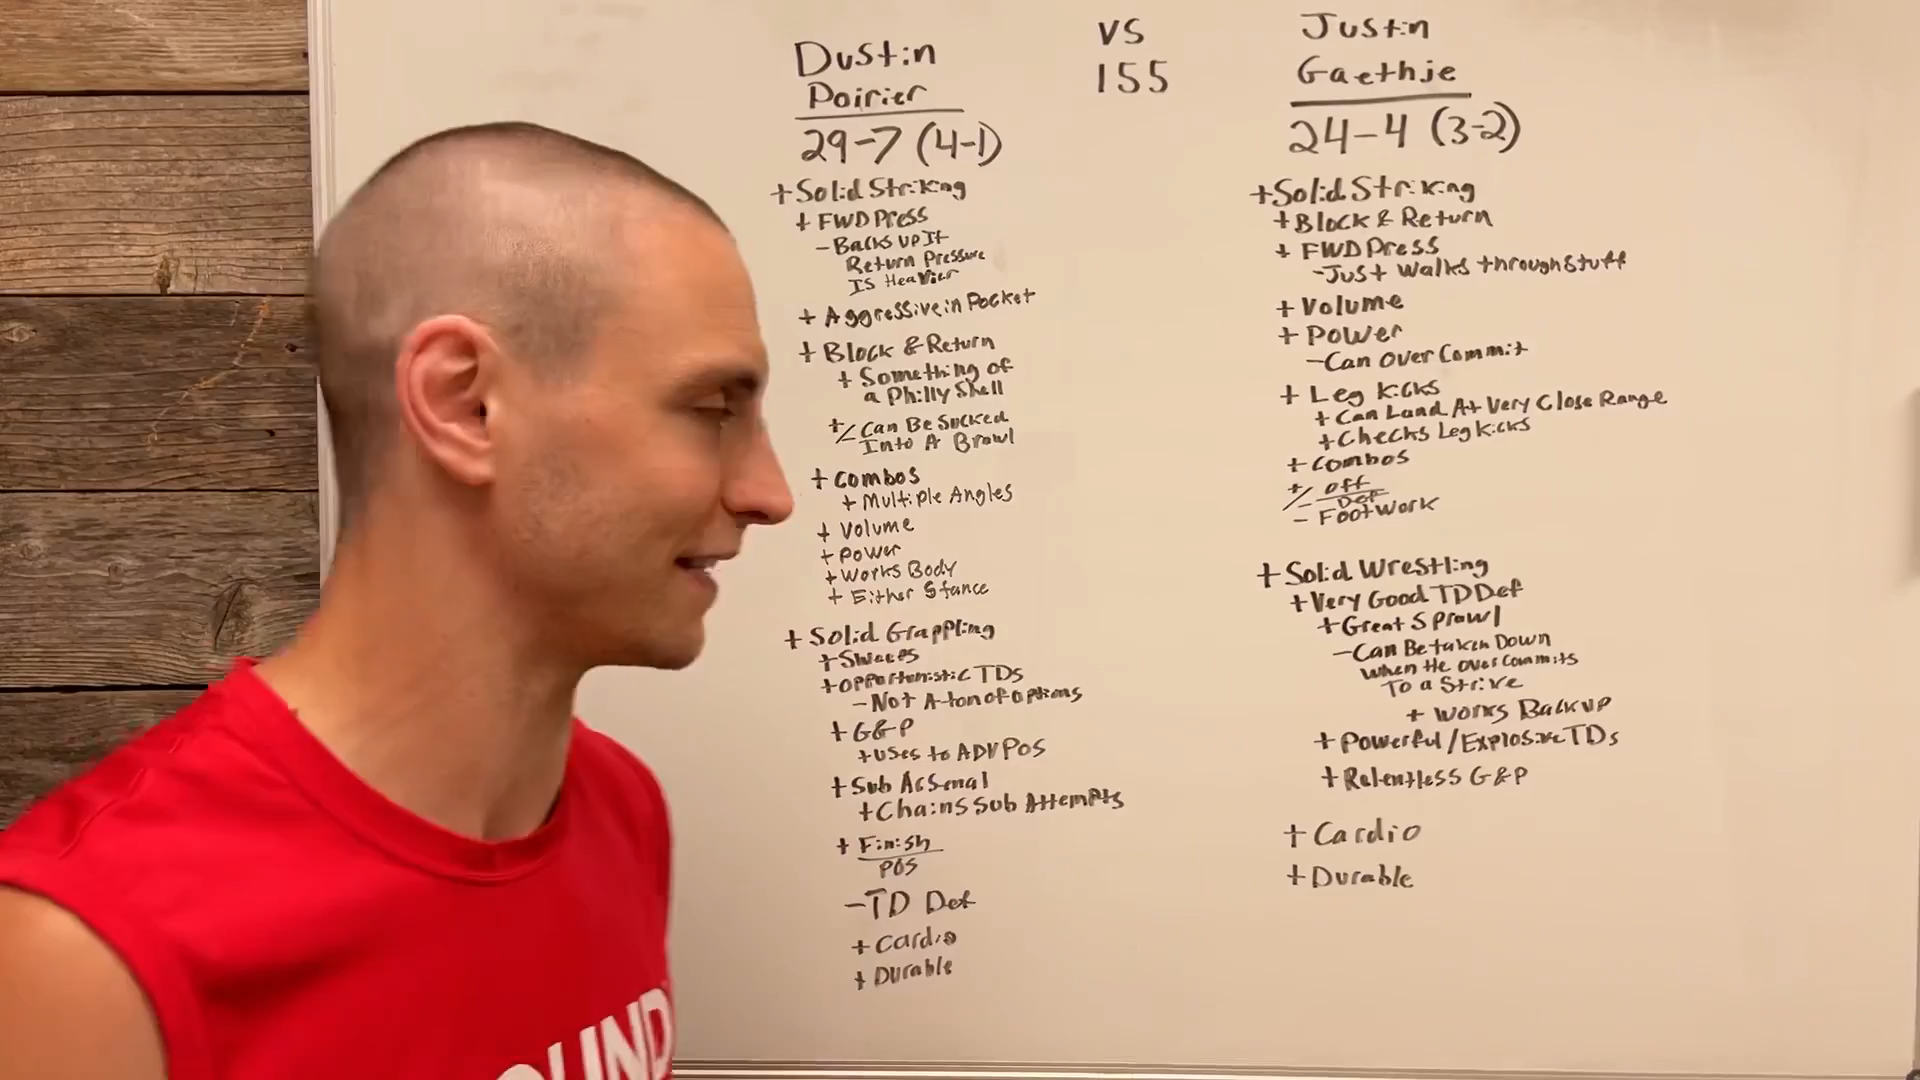 Dustin
Poirier
29-7 (4-1)
+Solid Striking
+ FWD Press
- Backs up If
Return Pressure
Is Heavier
+ Aggressive in Pocket
+ Block & Return
+ Something of
a Philly Shell
+/- Can Be Sucked
Into A Brawl
+ Combos
+ Multiple Angles
+ Volume
+ Power
+ Works Body
+ Either Stance
+ Solid Grappling
+ opportunistic TDs
- Not A ton of options
+ G&P
+ uses to ADV Pos
+ Sub Arsenal
+ Chains Sub Attempts
+ Finish
Pos
- TD Def
+ Cardio
+ Durable
VS
155
Justin
Gaethje
24-4 (3-2)
+Solid Striking
+ Block & Return
+ FWD Press
- Just Walks through Stuff
+ Volume
+ Power
- Can Over Commit
+ Leg Kicks
+ Can Land At Very Close Range
+ Checks Leg Kicks
+ Combos
+/- Off
Def
- Footwork
+ Solid Wrestling
+ Very Good TD Def
+ Great Sprawl
- Can Be taken Down
When He over Commits
To a Strike
+ Works Back up
+ Powerful/Explosive TDs
+ Relentless G&P
+ Cardio
+ Durable
OUND